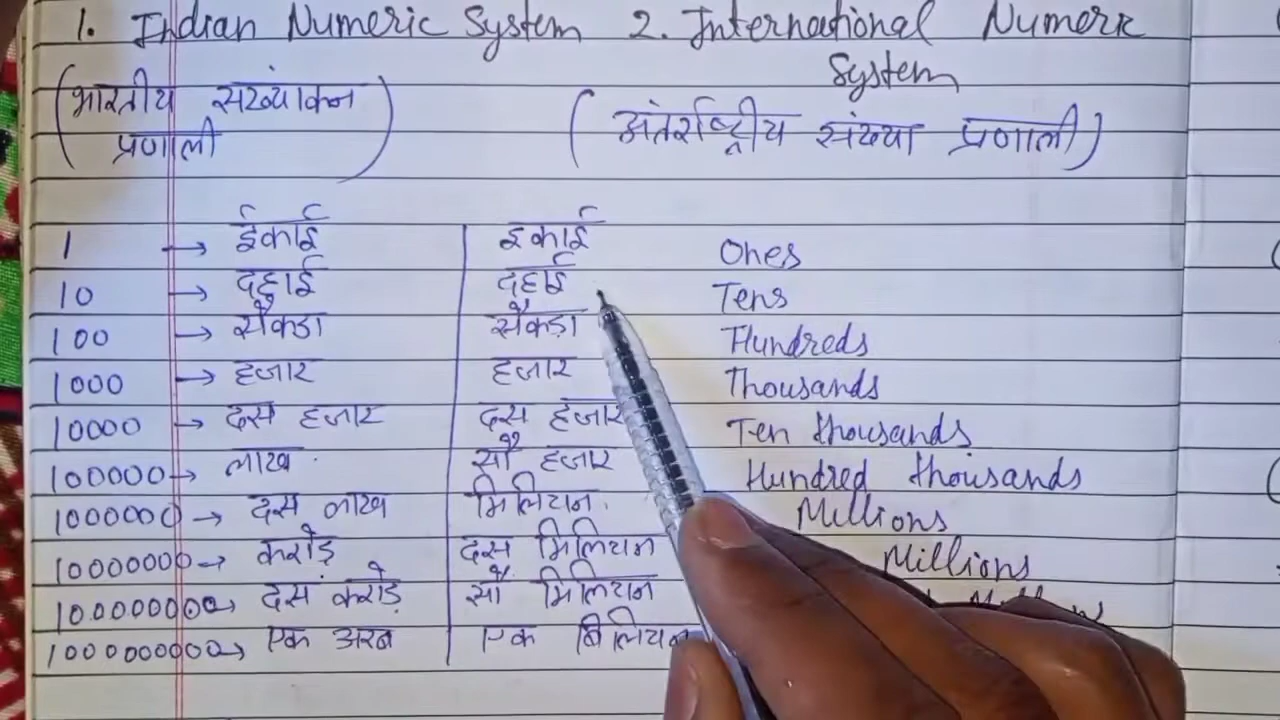 1. Indian Numeric System 2. International Numeric
System
(भारतीय संख्याकन
प्रणाली)
(अंतर्राष्ट्रीय संख्या प्रणाली)
1 → ईकाई इकाई Ones
10 → दहाई दहाई Tens
100 → सैकडा सैकड़ा Hundreds
1000 → हजार हजार Thousands
10000 → दस हजार दस हजार Ten thousands
100000 → लाख सौ हजार Hundred thousands
1000000 → दस लाख मिलियन Millions
10000000 → करोड़ दस मिलियन Millions
100000000 → दस करोड़ सौ मिलियन
1000000000 → एक अरब एक बिलियन